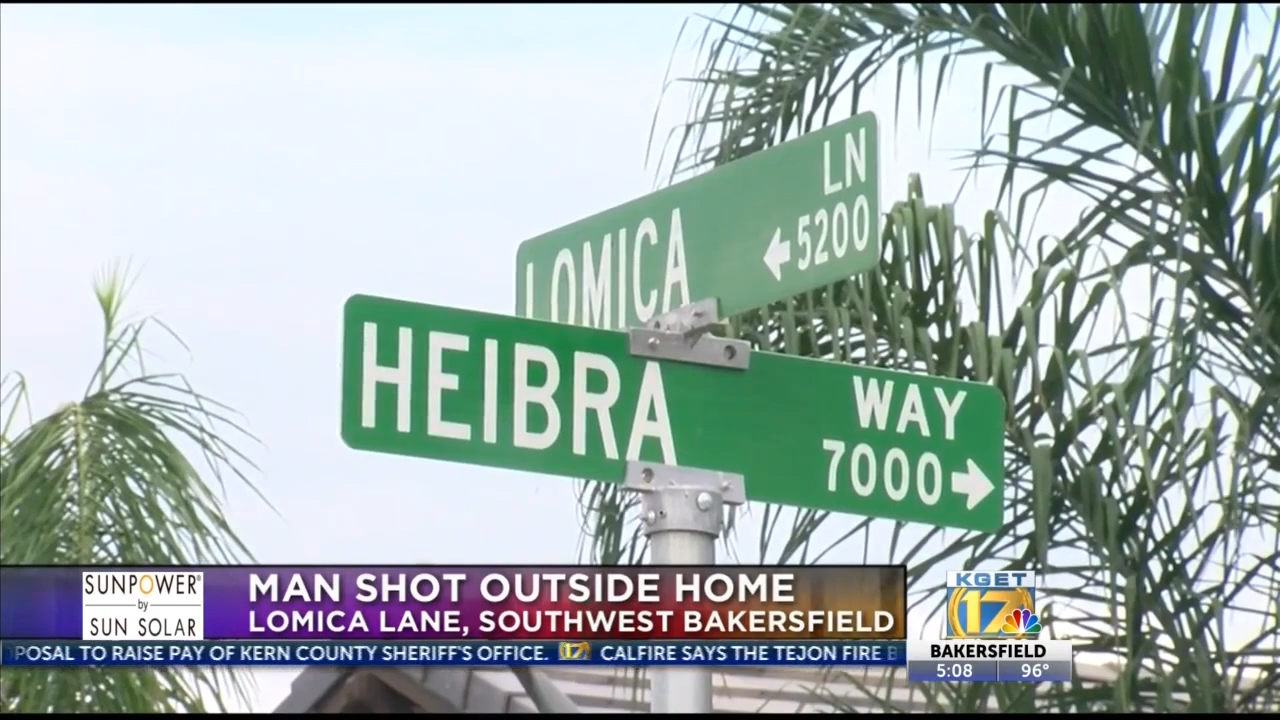 LN
LOMICA
← 5200
HEIBRA
WAY
7000 →
SUNPOWER®
by
SUN SOLAR
MAN SHOT OUTSIDE HOME
LOMICA LANE, SOUTHWEST BAKERSFIELD
TO RAISE PAY OF KERN COUNTY SHERIFF'S OFFICE. 17 CALFIRE SAYS THE TEJON FIRE
KGET
17
BAKERSFIELD
5:08 96°